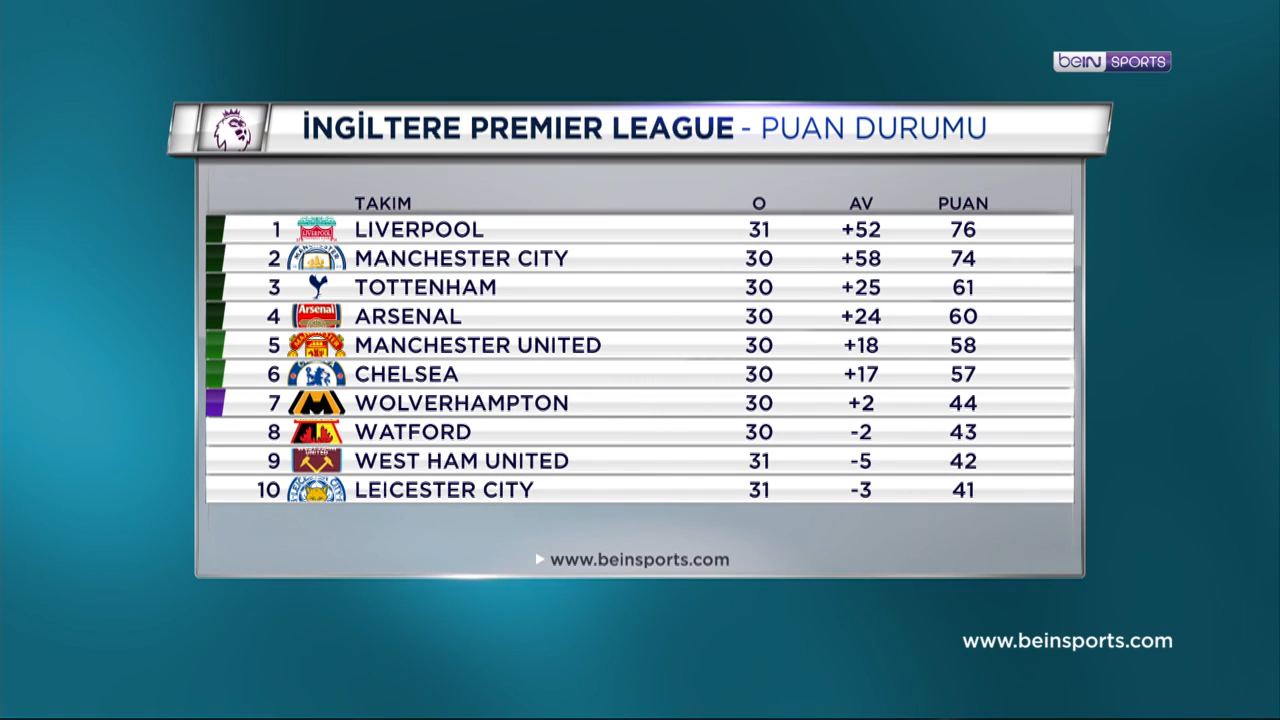 beIN SPORTS
İNGİLTERE PREMIER LEAGUE - PUAN DURUMU
TAKIM O AV PUAN
1 LIVERPOOL 31 +52 76
2 MANCHESTER CITY 30 +58 74
3 TOTTENHAM 30 +25 61
4 Arsenal ARSENAL 30 +24 60
5 MANCHESTER UNITED 30 +18 58
6 CHELSEA 30 +17 57
7 WOLVERHAMPTON 30 +2 44
8 WATFORD 30 -2 43
9 WEST HAM UNITED 31 -5 42
10 LEICESTER CITY 31 -3 41
www.beinsports.com
www.beinsports.com